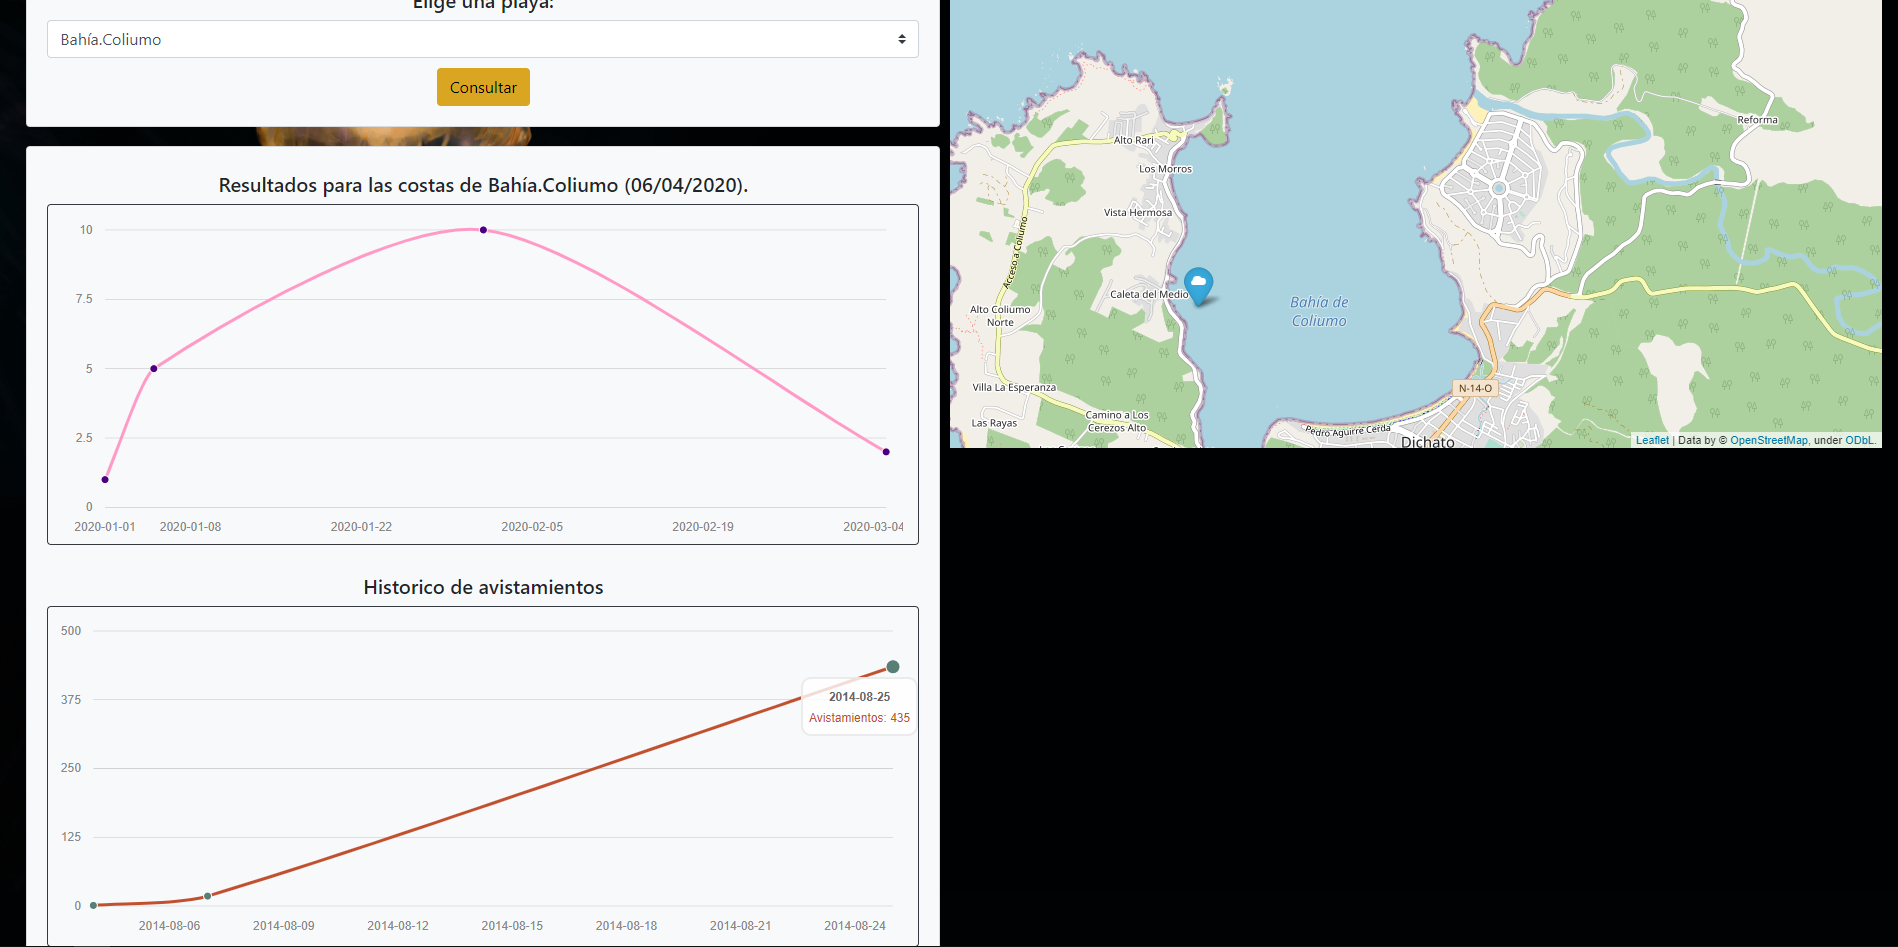 Elige una playa:
Bahía.Coliumo
Consultar
Resultados para las costas de Bahía.Coliumo (06/04/2020).
10
7.5
5
2.5
0
2020-01-01
2020-01-08
2020-01-22
2020-02-05
2020-02-19
2020-03-04
Historico de avistamientos
500
375
250
125
0
2014-08-25
Avistamientos: 435
2014-08-06
2014-08-09
2014-08-12
2014-08-15
2014-08-18
2014-08-21
2014-08-24
Reforma
Alto Rari
Los Morros
Vista Hermosa
Acceso a Coliumo
Caleta del Medio
Bahía de
Coliumo
Alto Coliumo
Norte
Villa La Esperanza
N-14-O
Camino a Los
Cerezos Alto
Las Rayas
Pedro Aguirre Cerda
Dichato
Leaflet | Data by © OpenStreetMap, under ODbL.